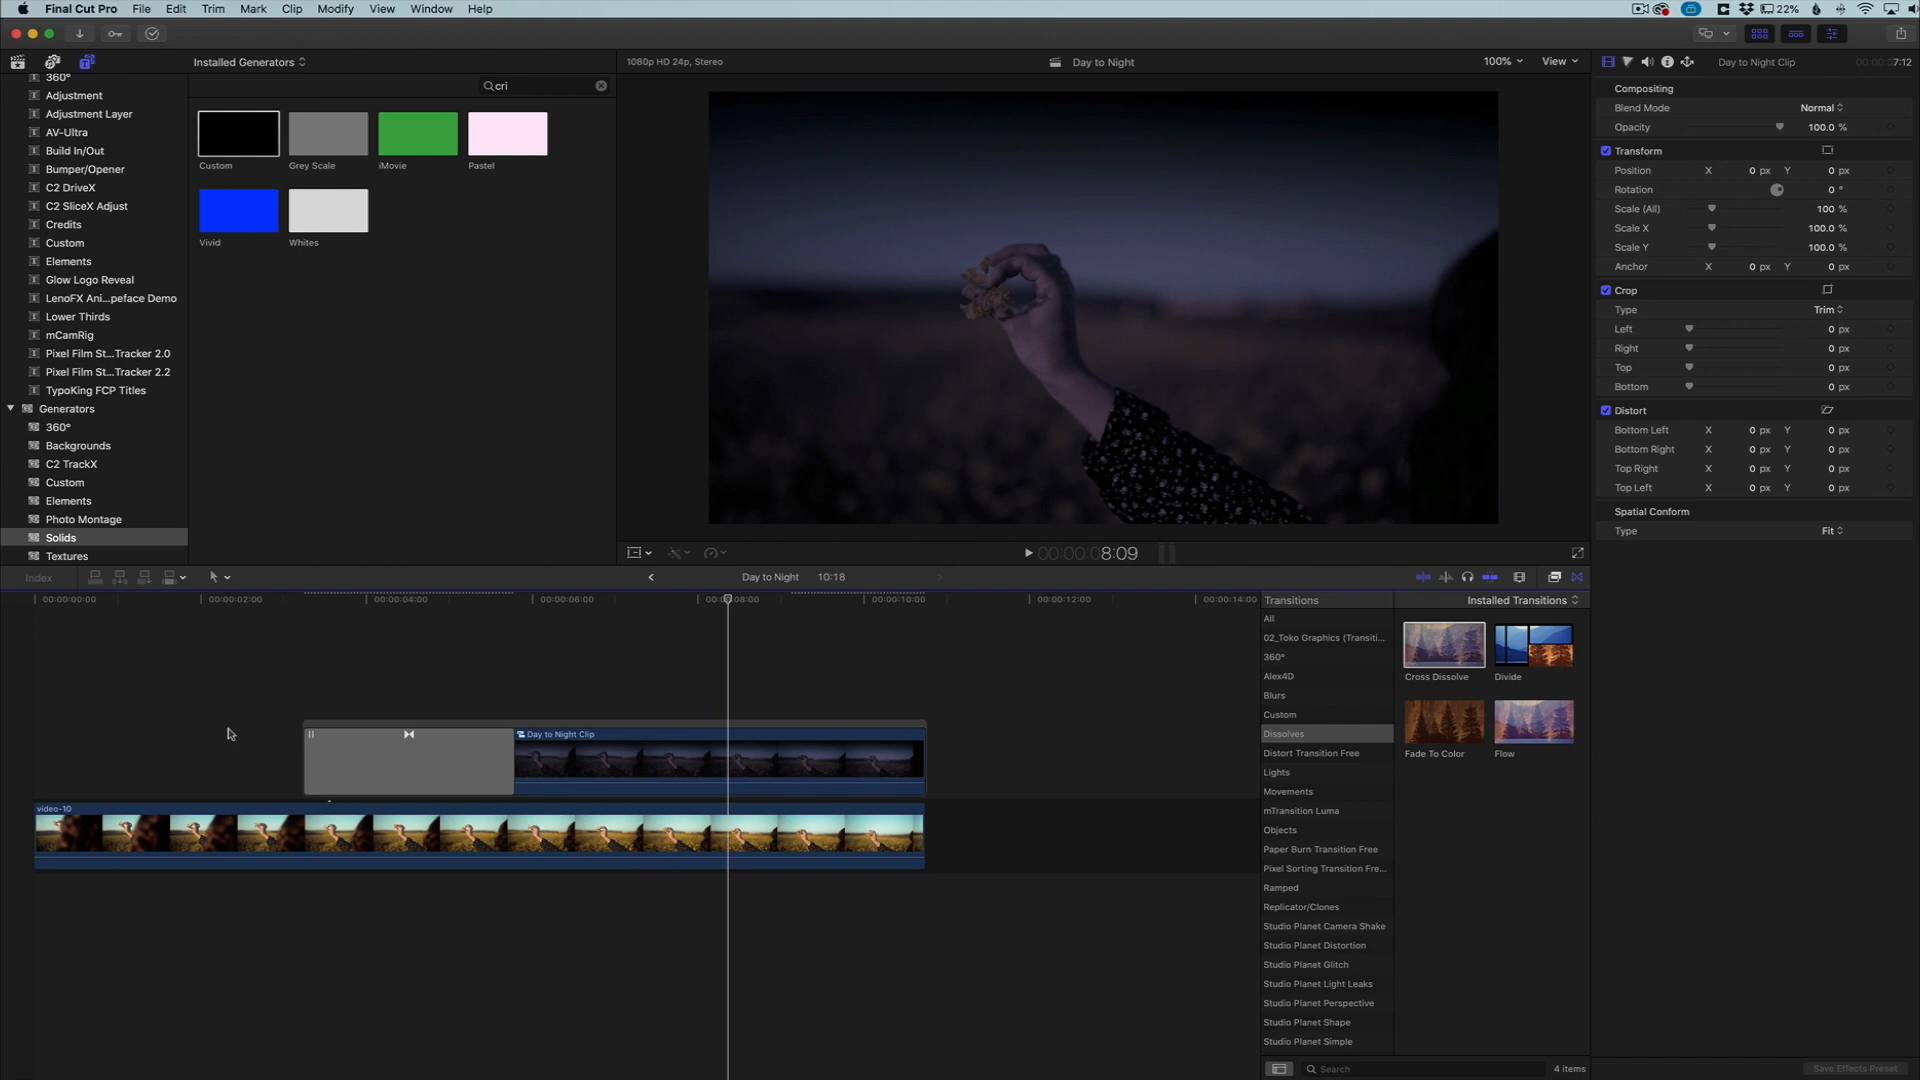 Final Cut Pro File Edit Trim Mark Clip Modify View Window Help 22%
Installed Generators 1080p HD 24p, Stereo Day to Night 100% View Day to Night Clip 00:00:00:07:12
cri
360°
Adjustment
Adjustment Layer
AV-Ultra
Build In/Out
Bumper/Opener
C2 DriveX
C2 SliceX Adjust
Credits
Custom
Elements
Glow Logo Reveal
LenoFX Ani...peface Demo
Lower Thirds
mCamRig
Pixel Film St...Tracker 2.0
Pixel Film St...Tracker 2.2
TypoKing FCP Titles
Generators
360°
Backgrounds
C2 TrackX
Custom
Elements
Photo Montage
Solids
Textures
Custom Grey Scale iMovie Pastel
Vivid Whites
Compositing
Blend Mode Normal
Opacity 100.0 %
Transform
Position X 0 px Y 0 px
Rotation 0 °
Scale (All) 100 %
Scale X 100.0 %
Scale Y 100.0 %
Anchor X 0 px Y 0 px
Crop
Type Trim
Left 0 px
Right 0 px
Top 0 px
Bottom 0 px
Distort
Bottom Left X 0 px Y 0 px
Bottom Right X 0 px Y 0 px
Top Right X 0 px Y 0 px
Top Left X 0 px Y 0 px
Spatial Conform
Type Fit
00:00:00:08:09
Index Day to Night 10:18
00:00:00:00 00:00:02:00 00:00:04:00 00:00:06:00 00:00:08:00 00:00:10:00 00:00:12:00 00:00:14:00
Day to Night Clip
video-10
Transitions Installed Transitions
All
02_Toko Graphics (Transiti...
360°
Alex4D
Blurs
Custom
Dissolves
Distort Transition Free
Lights
Movements
mTransition Luma
Objects
Paper Burn Transition Free
Pixel Sorting Transition Fre...
Ramped
Replicator/Clones
Studio Planet Camera Shake
Studio Planet Distortion
Studio Planet Glitch
Studio Planet Light Leaks
Studio Planet Perspective
Studio Planet Shape
Studio Planet Simple
Cross Dissolve Divide
Fade To Color Flow
Search 4 items
Save Effects Preset